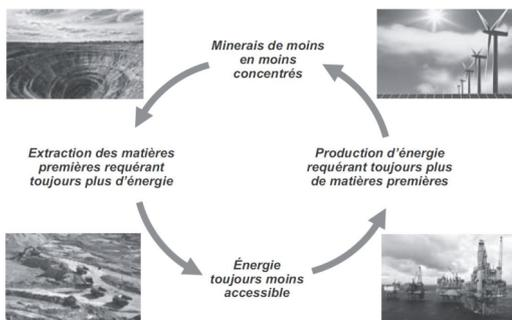 Minerais de moins
en moins
concentrés
Extraction des matières
premières requérant
toujours plus d’énergie
Production d’énergie
requérant toujours plus
de matières premières
Énergie
toujours moins
accessible